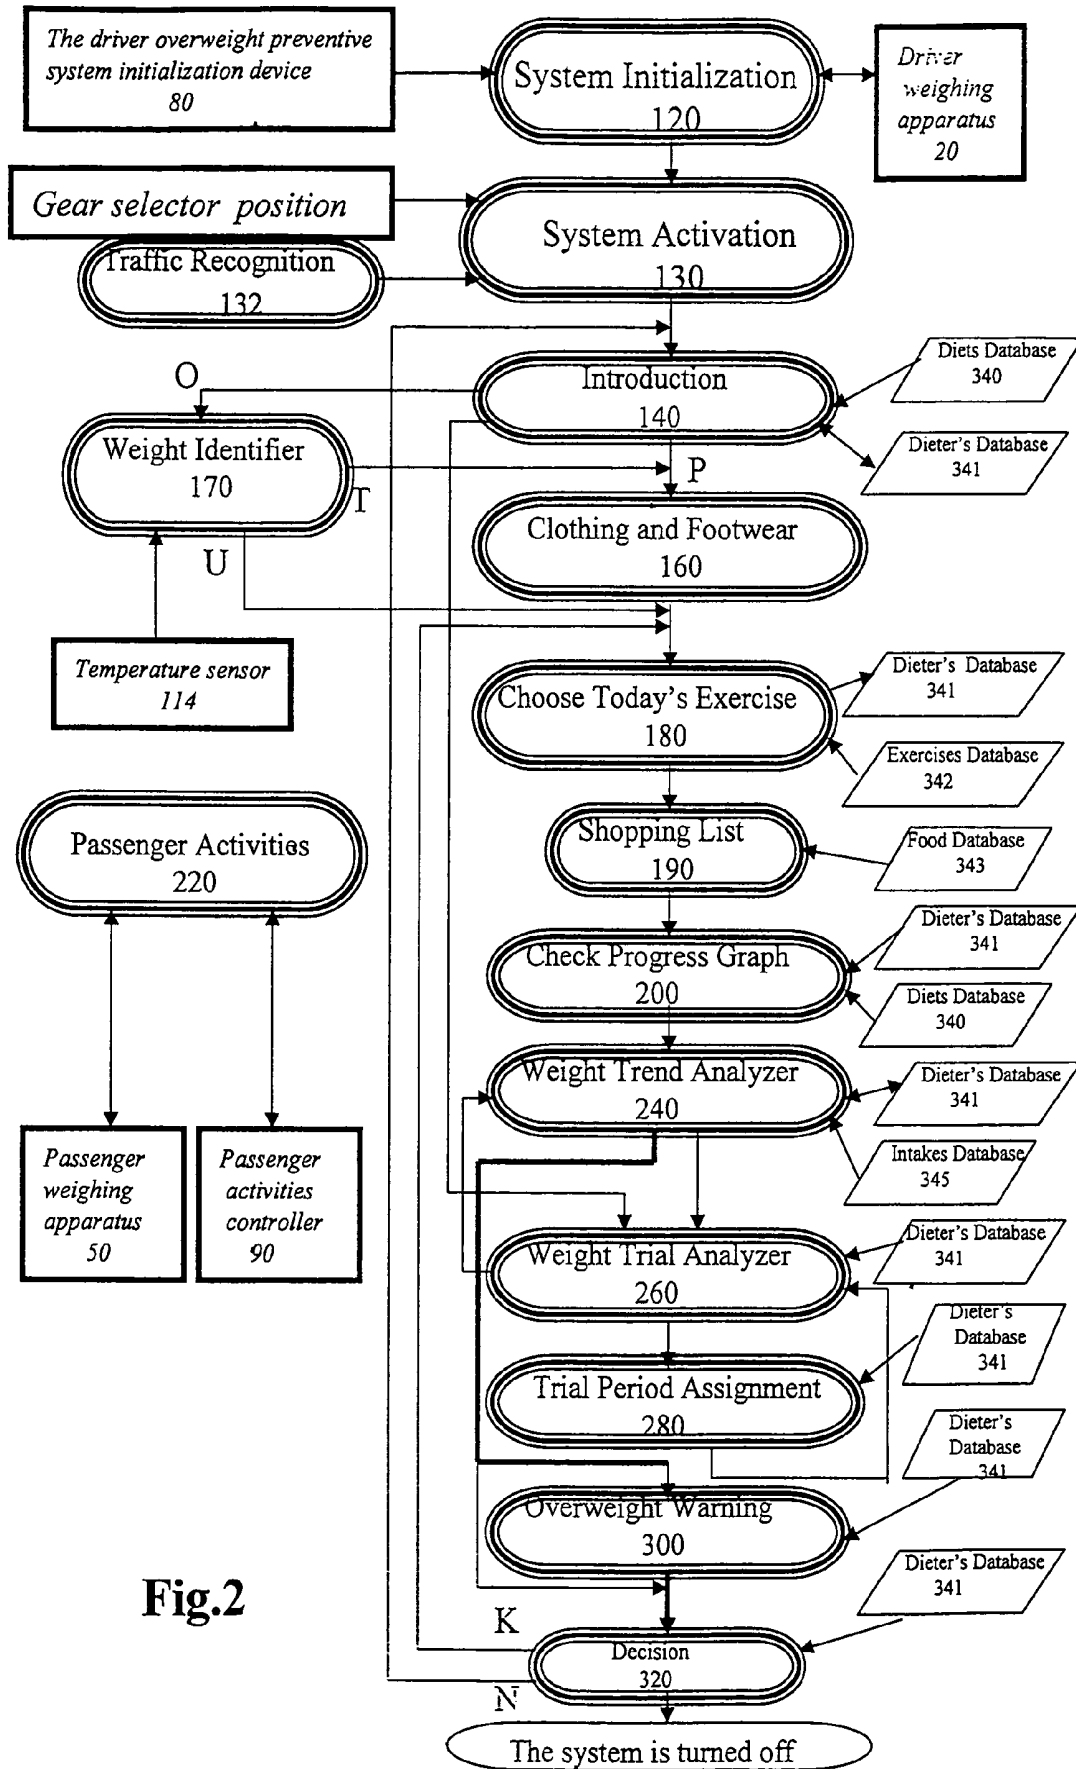 The driver overweight preventive
system initialization device
80
System Initialization
120
Driver
weighing
apparatus
20
Gear selector position
System Activation
130
Traffic Recognition
132
O
Introduction
140
Diets Database
340
Dieter's Database
341
Weight Identifier
170
T
P
U
Clothing and Footwear
160
Temperature sensor
114
Choose Today's Exercise
180
Dieter's Database
341
Exercises Database
342
Passenger Activities
220
Shopping List
190
Food Database
343
Check Progress Graph
200
Dieter's Database
341
Diets Database
340
Weight Trend Analyzer
240
Dieter's Database
341
Intakes Database
345
Passenger
weighing
apparatus
50
Passenger
activities
controller
90
Weight Trial Analyzer
260
Dieter's Database
341
Dieter's
Database
341
Trial Period Assignment
280
Dieter's
Database
341
Overweight Warning
300
Dieter's Database
341
Fig.2
K
Decision
320
N
The system is turned off